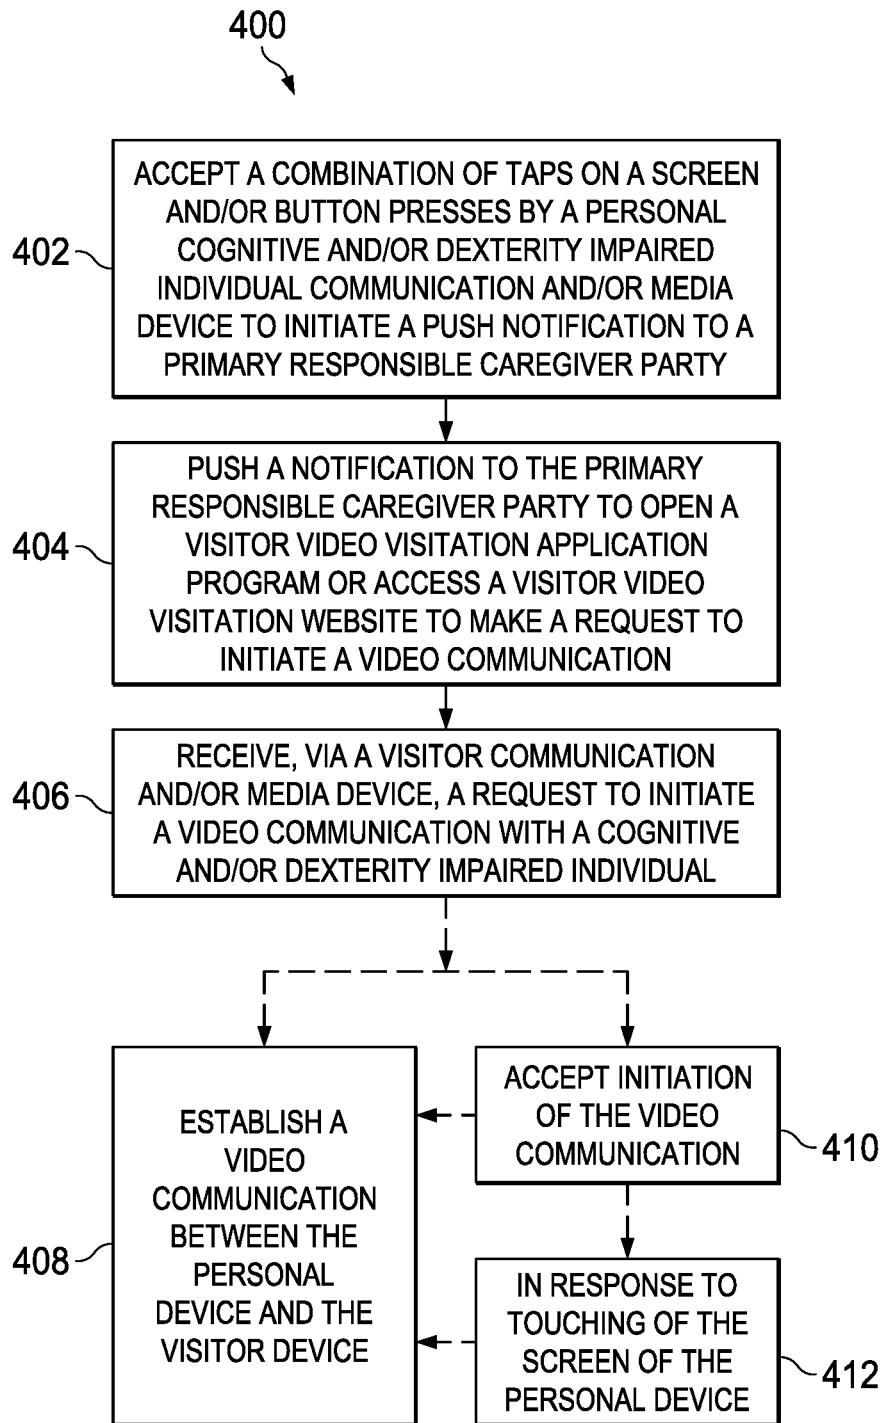 400
ACCEPT A COMBINATION OF TAPS ON A SCREEN
AND/OR BUTTON PRESSES BY A PERSONAL
COGNITIVE AND/OR DEXTERITY IMPAIRED
INDIVIDUAL COMMUNICATION AND/OR MEDIA
DEVICE TO INITIATE A PUSH NOTIFICATION TO A
PRIMARY RESPONSIBLE CAREGIVER PARTY
402
PUSH A NOTIFICATION TO THE PRIMARY
RESPONSIBLE CAREGIVER PARTY TO OPEN A
VISITOR VIDEO VISITATION APPLICATION
PROGRAM OR ACCESS A VISITOR VIDEO
VISITATION WEBSITE TO MAKE A REQUEST TO
INITIATE A VIDEO COMMUNICATION
404
RECEIVE, VIA A VISITOR COMMUNICATION
AND/OR MEDIA DEVICE, A REQUEST TO INITIATE
A VIDEO COMMUNICATION WITH A COGNITIVE
AND/OR DEXTERITY IMPAIRED INDIVIDUAL
406
ESTABLISH A
VIDEO
COMMUNICATION
BETWEEN THE
PERSONAL
DEVICE AND THE
VISITOR DEVICE
408
ACCEPT INITIATION
OF THE VIDEO
COMMUNICATION
410
IN RESPONSE TO
TOUCHING OF THE
SCREEN OF THE
PERSONAL DEVICE
412